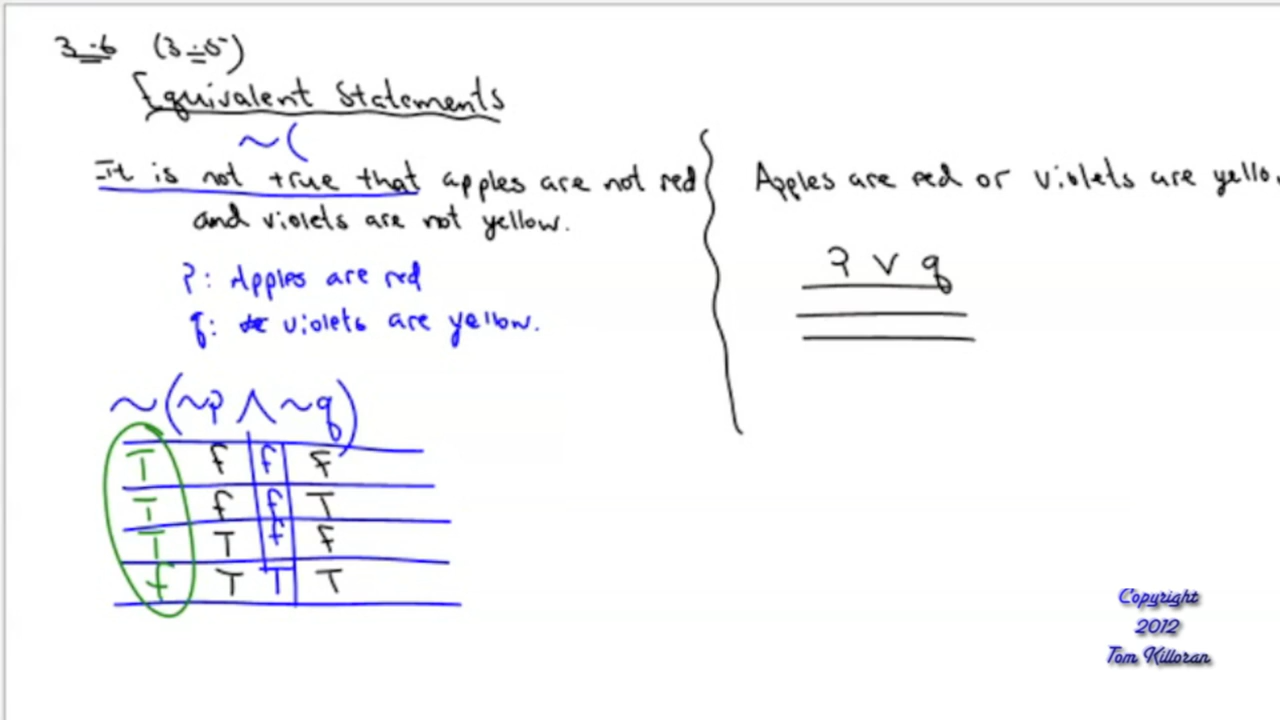 3-6 (3-5)
Equivalent Statements
~(
It is not true that apples are not red
and violets are not yellow.
p: Apples are red
q: violets are yellow.
~(~p ∧ ~q)
T f f f
T f f T
T T f f
f T T T
Apples are red or violets are yello
p ∨ q
Copyright
2012
Tom Killoran